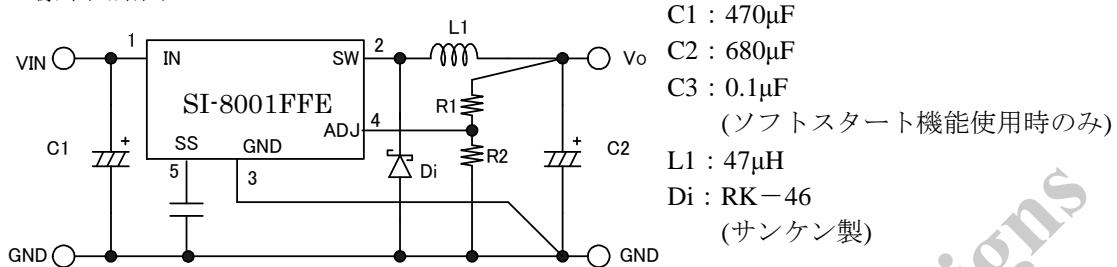 C1：470μF
C2：680μF
C3：0.1μF
(ソフトスタート機能使用時のみ)
L1：47μH
Di：RK－46
(サンケン製)
VIN
1
IN
SW
2
L1
Vo
SI-8001FFE
R1
ADJ
4
C1
+
SS
GND
5
3
Di
R2
+
C2
GND
GND